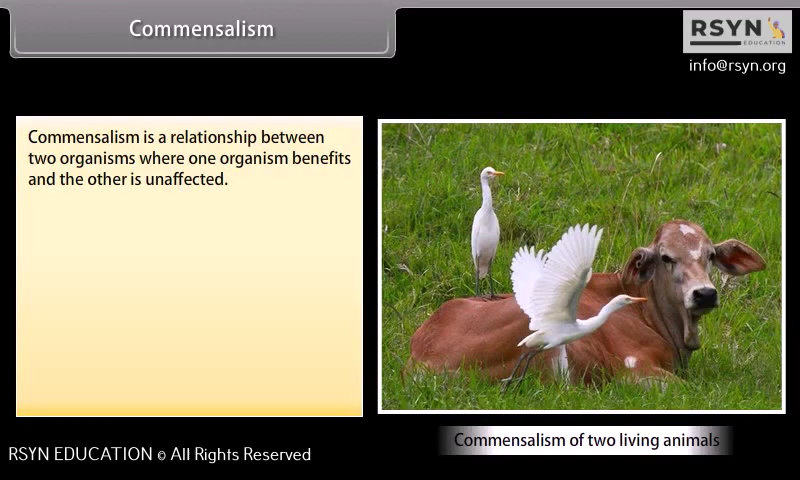 Commensalism
RSYN
EDUCATION
info@rsyn.org
Commensalism is a relationship between
two organisms where one organism benefits
and the other is unaffected.
Commensalism of two living animals
RSYN EDUCATION © All Rights Reserved